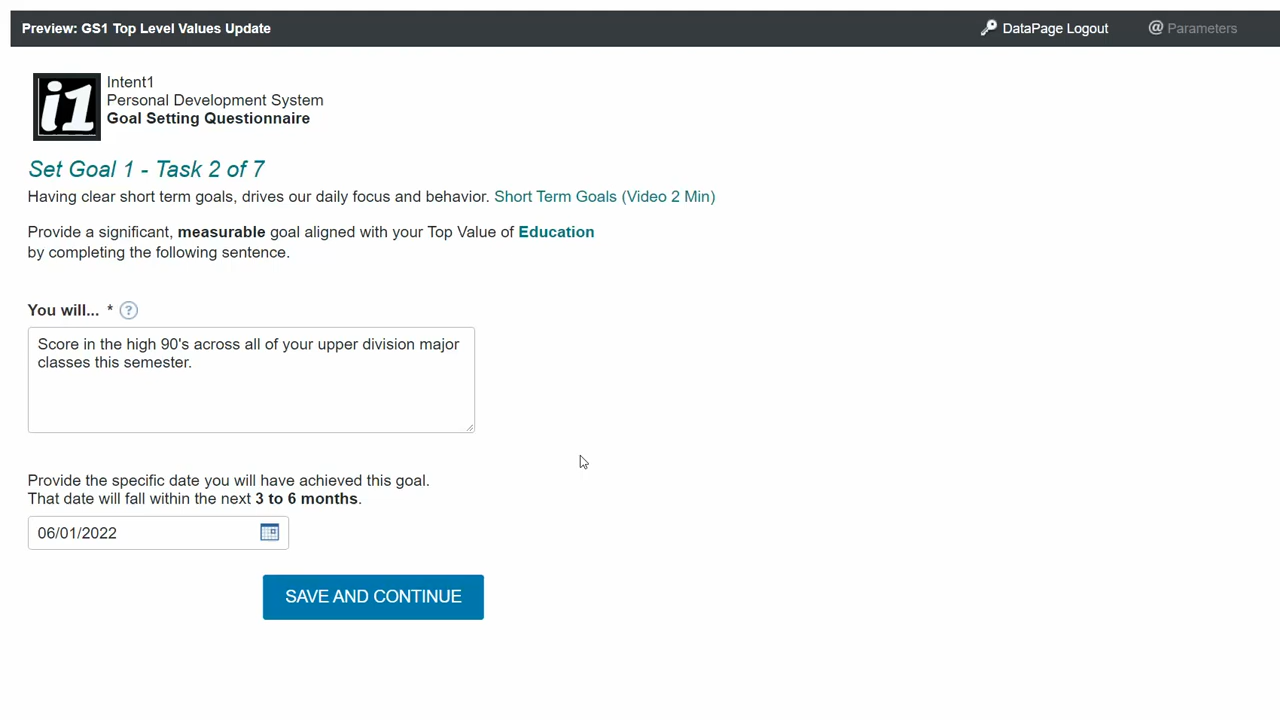 Preview: GS1 Top Level Values Update
DataPage Logout
@ Parameters
i1
Intent1
Personal Development System
Goal Setting Questionnaire
Set Goal 1 - Task 2 of 7
Having clear short term goals, drives our daily focus and behavior. Short Term Goals (Video 2 Min)
Provide a significant, measurable goal aligned with your Top Value of Education
by completing the following sentence.
You will... * ?
Score in the high 90's across all of your upper division major
classes this semester.
Provide the specific date you will have achieved this goal.
That date will fall within the next 3 to 6 months.
06/01/2022
SAVE AND CONTINUE